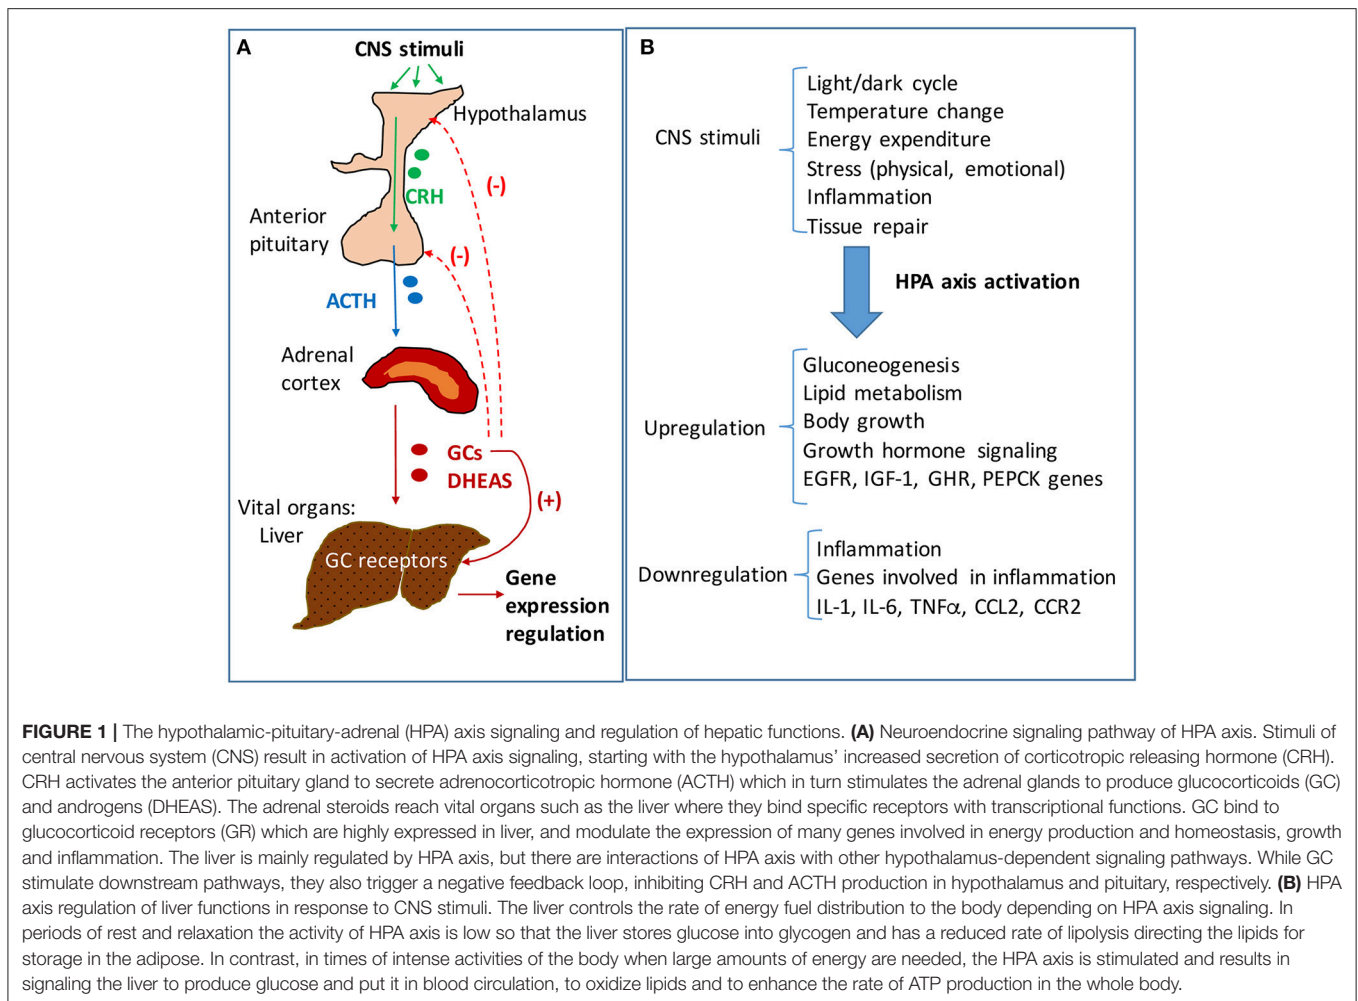 A
CNS stimuli
Hypothalamus
(-)
CRH
Anterior
pituitary
(-)
ACTH
Adrenal
cortex
GCs
DHEAS
(+)
Vital organs:
Liver
GC receptors
Gene
expression
regulation
B
CNS stimuli
Light/dark cycle
Temperature change
Energy expenditure
Stress (physical, emotional)
Inflammation
Tissue repair
HPA axis activation
Upregulation
Gluconeogenesis
Lipid metabolism
Body growth
Growth hormone signaling
EGFR, IGF-1, GHR, PEPCK genes
Downregulation
Inflammation
Genes involved in inflammation
IL-1, IL-6, TNFα, CCL2, CCR2
FIGURE 1 | The hypothalamic-pituitary-adrenal (HPA) axis signaling and regulation of hepatic functions. (A) Neuroendocrine signaling pathway of HPA axis. Stimuli of
central nervous system (CNS) result in activation of HPA axis signaling, starting with the hypothalamus’ increased secretion of corticotropic releasing hormone (CRH).
CRH activates the anterior pituitary gland to secrete adrenocorticotropic hormone (ACTH) which in turn stimulates the adrenal glands to produce glucocorticoids (GC)
and androgens (DHEAS). The adrenal steroids reach vital organs such as the liver where they bind specific receptors with transcriptional functions. GC bind to
glucocorticoid receptors (GR) which are highly expressed in liver, and modulate the expression of many genes involved in energy production and homeostasis, growth
and inflammation. The liver is mainly regulated by HPA axis, but there are interactions of HPA axis with other hypothalamus-dependent signaling pathways. While GC
stimulate downstream pathways, they also trigger a negative feedback loop, inhibiting CRH and ACTH production in hypothalamus and pituitary, respectively. (B) HPA
axis regulation of liver functions in response to CNS stimuli. The liver controls the rate of energy fuel distribution to the body depending on HPA axis signaling. In
periods of rest and relaxation the activity of HPA axis is low so that the liver stores glucose into glycogen and has a reduced rate of lipolysis directing the lipids for
storage in the adipose. In contrast, in times of intense activities of the body when large amounts of energy are needed, the HPA axis is stimulated and results in
signaling the liver to produce glucose and put it in blood circulation, to oxidize lipids and to enhance the rate of ATP production in the whole body.